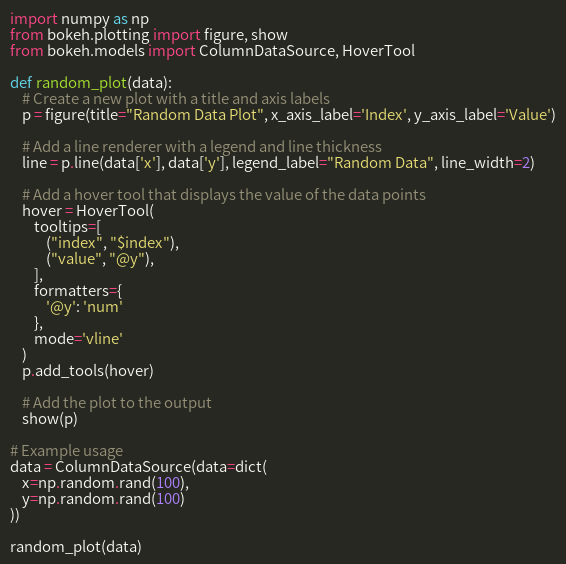 import numpy as np
from bokeh.plotting import figure, show
from bokeh.models import ColumnDataSource, HoverTool

def random_plot(data):
    # Create a new plot with a title and axis labels
    p = figure(title="Random Data Plot", x_axis_label='Index', y_axis_label='Value')

    # Add a line renderer with a legend and line thickness
    line = p.line(data['x'], data['y'], legend_label="Random Data", line_width=2)

    # Add a hover tool that displays the value of the data points
    hover = HoverTool(
        tooltips=[
            ("index", "$index"),
            ("value", "@y"),
        ],
        formatters={
            '@y': 'num'
        },
        mode='vline'
    )
    p.add_tools(hover)

    # Add the plot to the output
    show(p)

# Example usage
data = ColumnDataSource(data=dict(
    x=np.random.rand(100),
    y=np.random.rand(100)
))

random_plot(data)